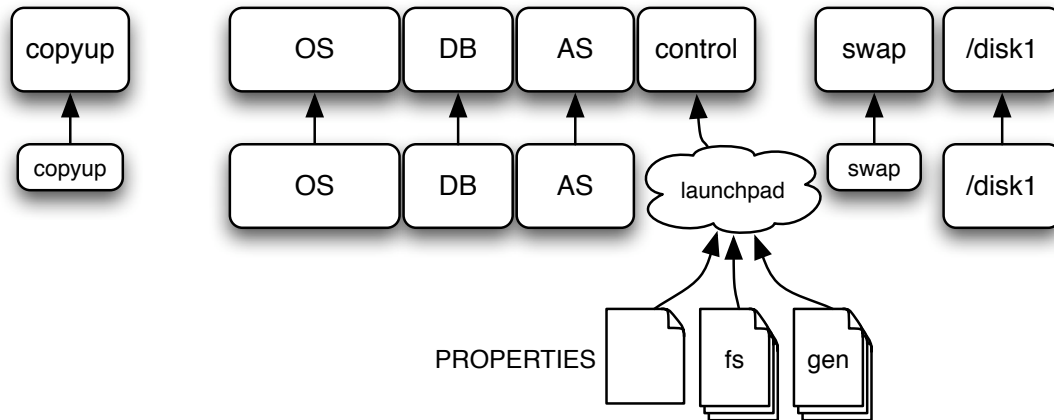 copyup
OS
DB
AS
control
swap
/disk1
copyup
OS
DB
AS
launchpad
swap
/disk1
PROPERTIES
fs
gen